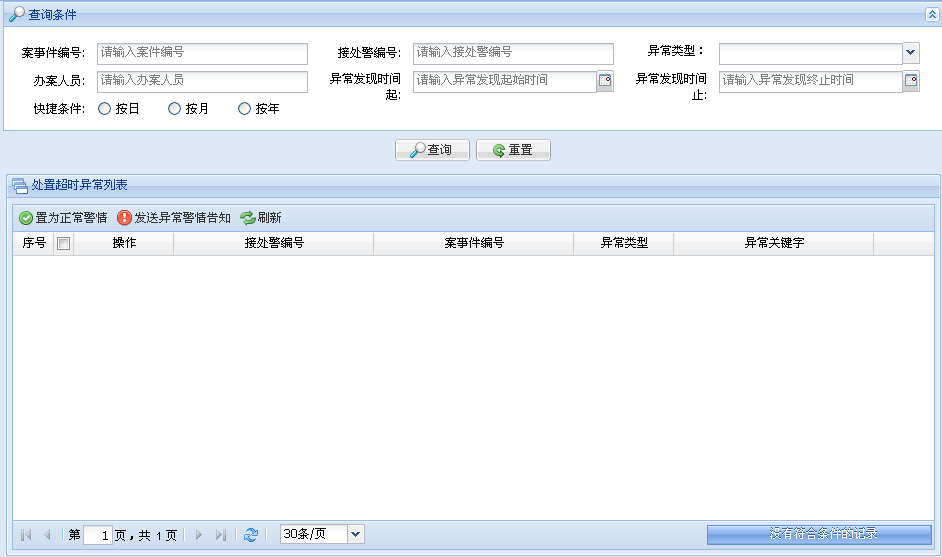 查询条件
案事件编号: 请输入案件编号 接处警编号: 请输入接处警编号 异常类型：
办案人员: 请输入办案人员 异常发现时间起: 请输入异常发现起始时间 异常发现时间止: 请输入异常发现终止时间
快捷条件: 按日 按月 按年
查询 重置
处置超时异常列表
置为正常警情 发送异常警情告知 刷新
序号 操作 接处警编号 案事件编号 异常类型 异常关键字
第 1 页，共 1 页 30条/页 没有符合条件的记录